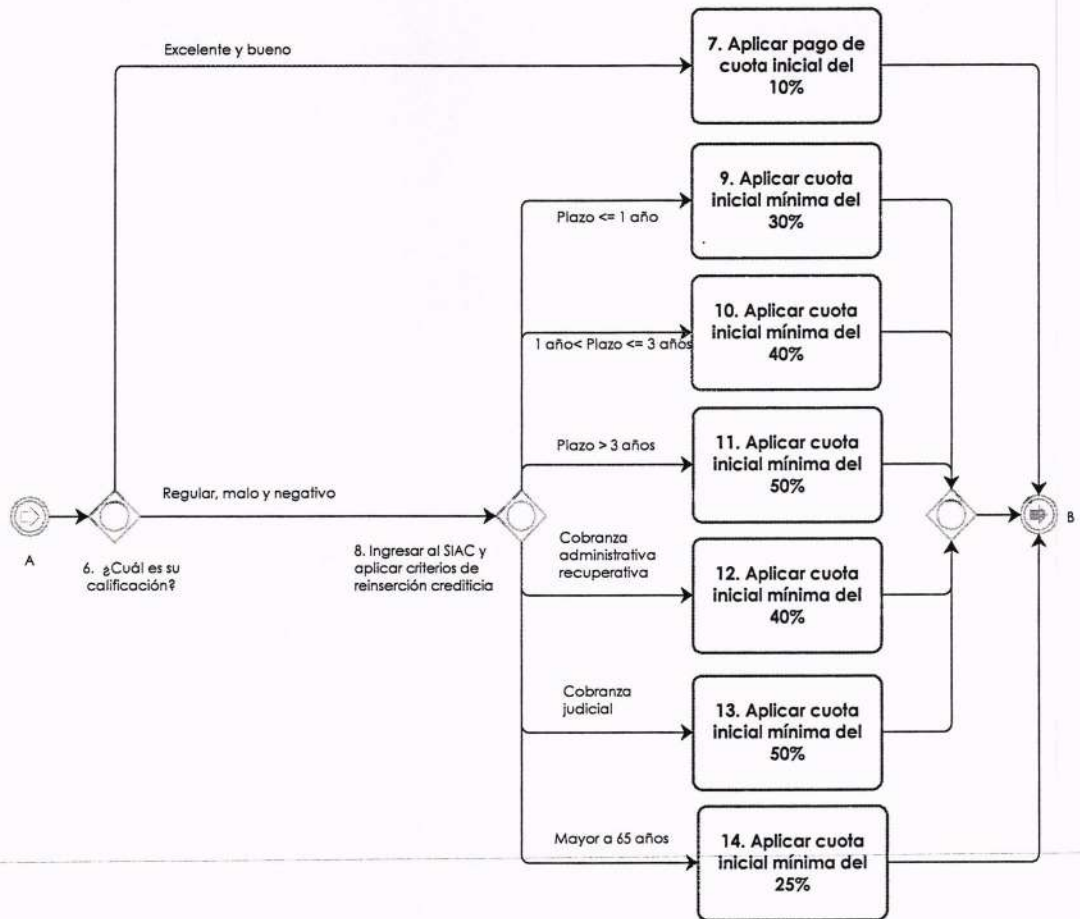 Excelente y bueno
7. Aplicar pago de
cuota inicial del
10%
9. Aplicar cuota
inicial mínima del
30%
Plazo <= 1 año
10. Aplicar cuota
inicial mínima del
40%
1 año< Plazo <= 3 años
11. Aplicar cuota
inicial mínima del
50%
Plazo > 3 años
Regular, malo y negativo
A
6. ¿Cuál es su
calificación?
8. Ingresar al SIAC y
aplicar criterios de
reinserción crediticia
B
Cobranza
administrativa
recuperativa
12. Aplicar cuota
inicial mínima del
40%
Cobranza
judicial
13. Aplicar cuota
inicial mínima del
50%
Mayor a 65 años
14. Aplicar cuota
inicial mínima del
25%